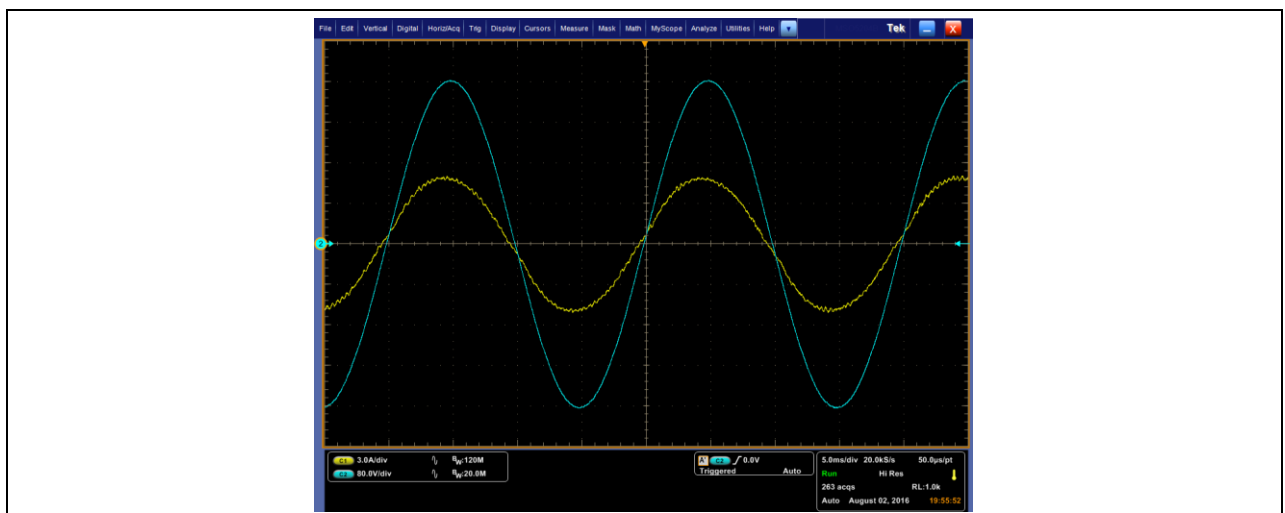 File Edit Vertical Digital Horiz/Acq Trig Display Cursors Measure Mask Math MyScope Analyze Utilities Help Tek X
2
C1 3.0A/div BW:120M
C2 80.0V/div BW:20.0M
A' C2 0.0V
Triggered Auto
5.0ms/div 20.0kS/s 50.0µs/pt
Run Hi Res
263 acqs RL:1.0k
Auto August 02, 2016 19:55:52